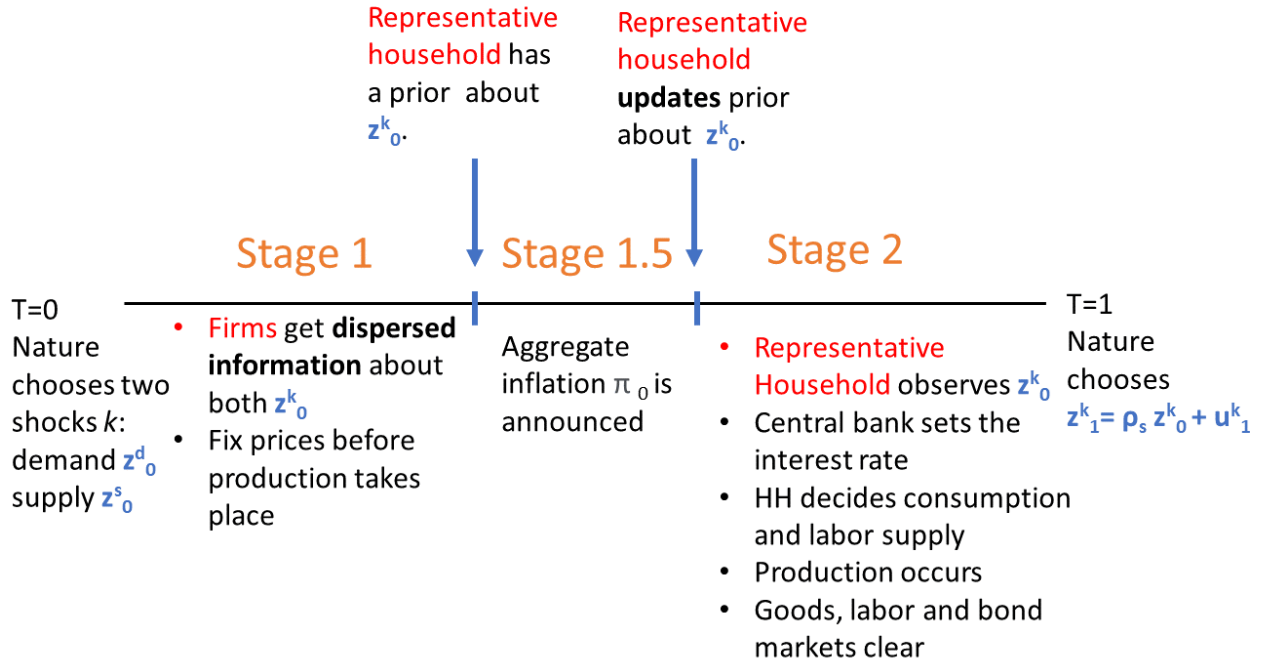 Representative
household has
a prior about
zᵏ₀.
Representative
household
updates prior
about zᵏ₀.
Stage 1
Stage 1.5
Stage 2
T=0
Nature
chooses two
shocks k:
demand zᵈ₀
supply zˢ₀
• Firms get dispersed
information about
both zᵏ₀
• Fix prices before
production takes
place
Aggregate
inflation π ₀ is
announced
• Representative
Household observes zᵏ₀
• Central bank sets the
interest rate
• HH decides consumption
and labor supply
• Production occurs
• Goods, labor and bond
markets clear
T=1
Nature
chooses
zᵏ₁= ρₛ zᵏ₀ + uᵏ₁